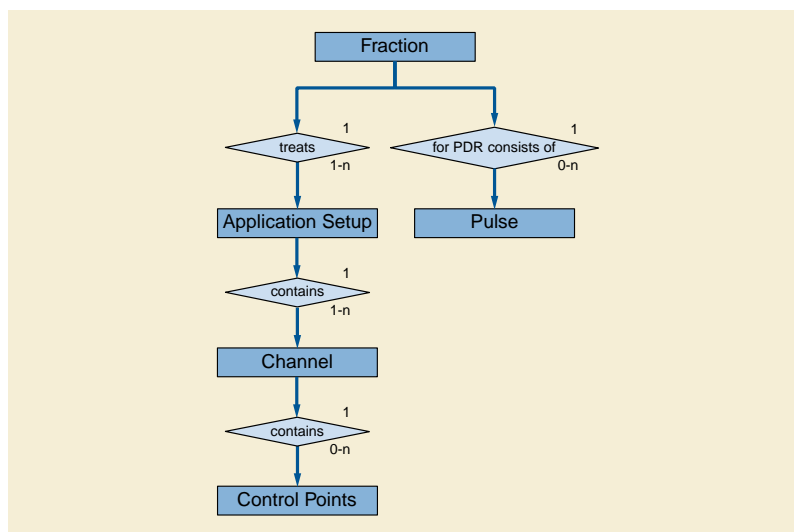 Fraction
1
treats
1-n
1
for PDR consists of
0-n
Application Setup
Pulse
1
contains
1-n
Channel
1
contains
0-n
Control Points